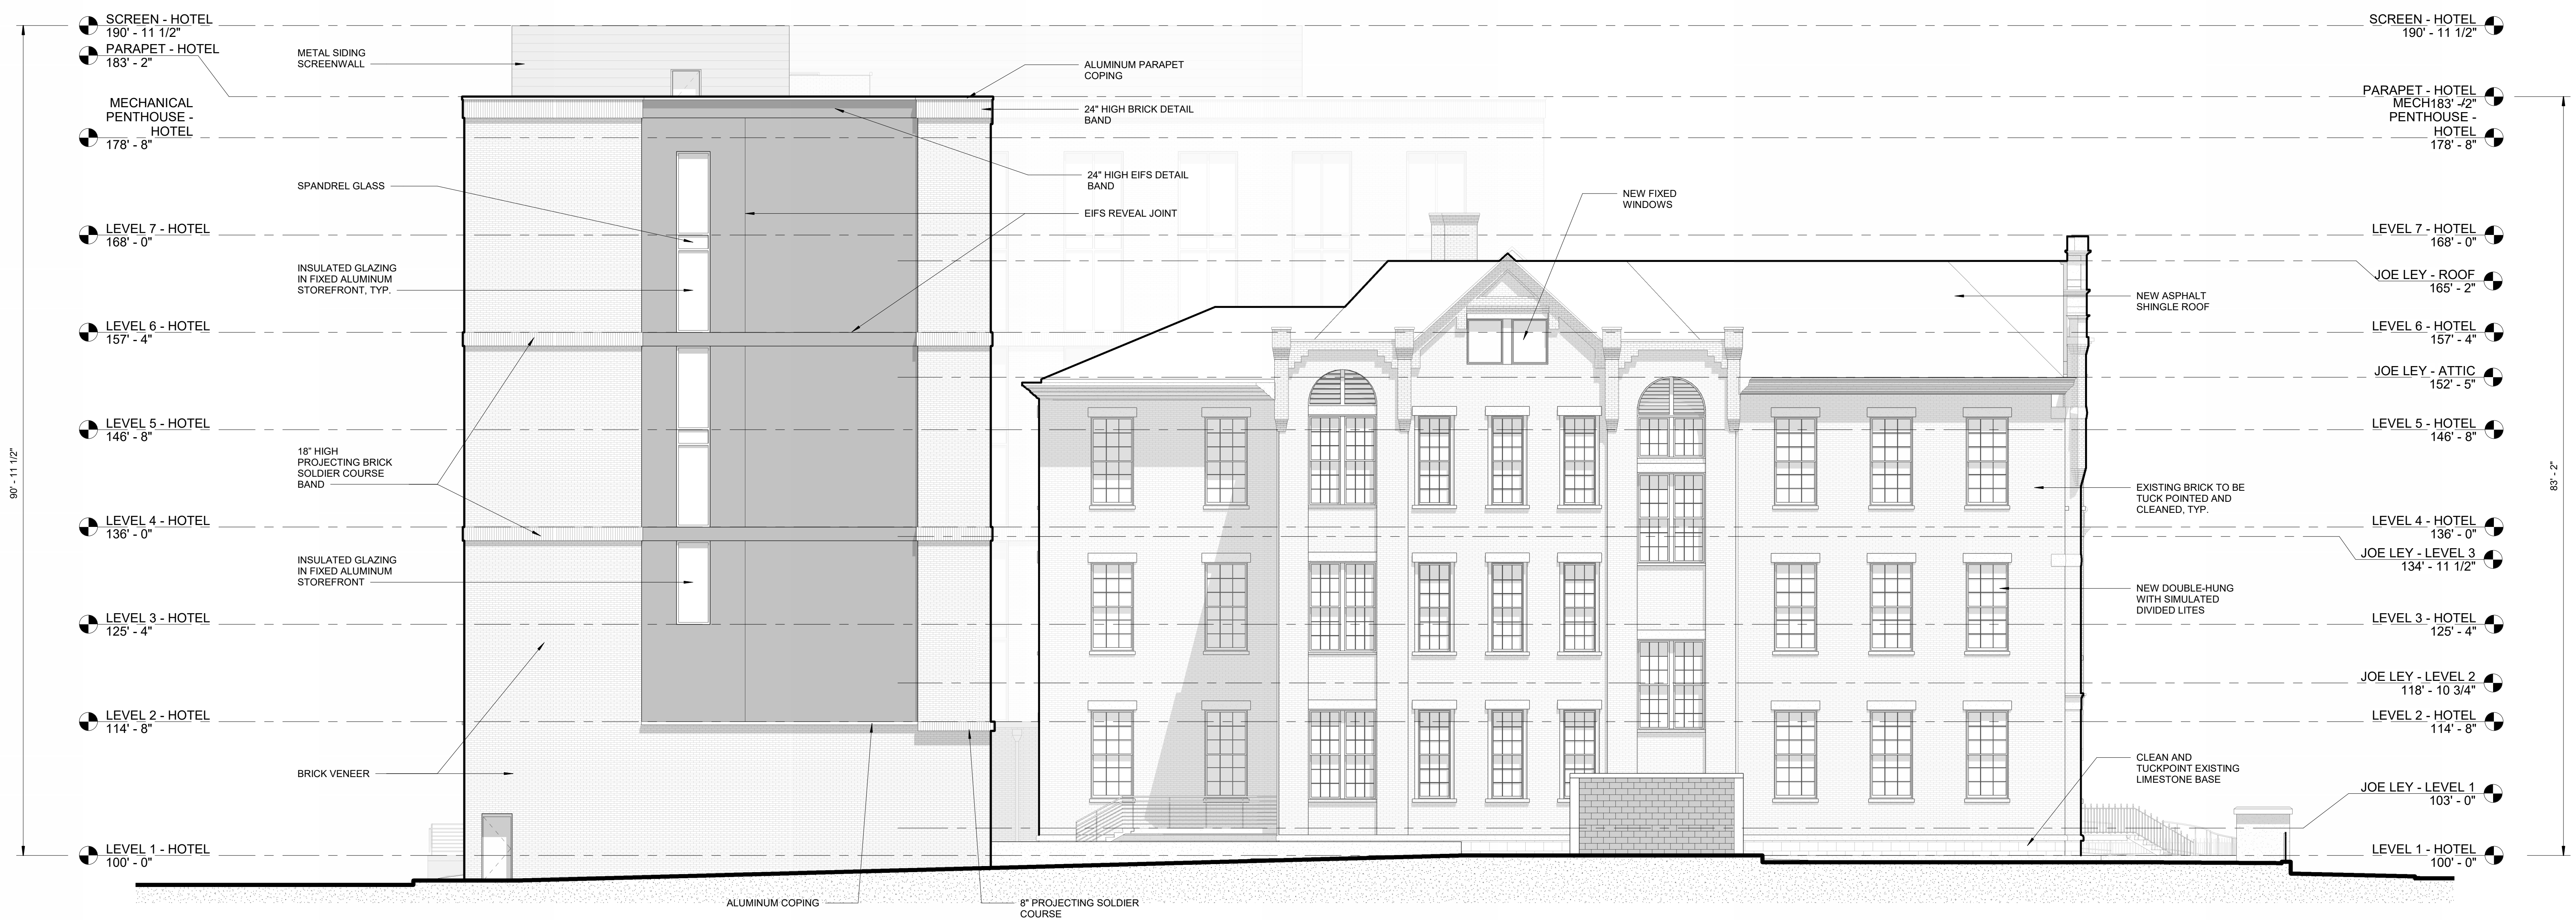 SCREEN - HOTEL
190' - 11 1/2"
PARAPET - HOTEL
183' - 2"
MECHANICAL
PENTHOUSE -
HOTEL
178' - 8"
LEVEL 7 - HOTEL
168' - 0"
LEVEL 6 - HOTEL
157' - 4"
LEVEL 5 - HOTEL
146' - 8"
LEVEL 4 - HOTEL
136' - 0"
LEVEL 3 - HOTEL
125' - 4"
LEVEL 2 - HOTEL
114' - 8"
LEVEL 1 - HOTEL
100' - 0"
90' - 11 1/2"
METAL SIDING
SCREENWALL
SPANDREL GLASS
INSULATED GLAZING
IN FIXED ALUMINUM
STOREFRONT, TYP.
18" HIGH
PROJECTING BRICK
SOLDIER COURSE
BAND
INSULATED GLAZING
IN FIXED ALUMINUM
STOREFRONT
BRICK VENEER
ALUMINUM COPING
8" PROJECTING SOLDIER
COURSE
ALUMINUM PARAPET
COPING
24" HIGH BRICK DETAIL
BAND
24" HIGH EIFS DETAIL
BAND
EIFS REVEAL JOINT
NEW FIXED
WINDOWS
NEW ASPHALT
SHINGLE ROOF
EXISTING BRICK TO BE
TUCK POINTED AND
CLEANED, TYP.
NEW DOUBLE-HUNG
WITH SIMULATED
DIVIDED LITES
CLEAN AND
TUCKPOINT EXISTING
LIMESTONE BASE
SCREEN - HOTEL
190' - 11 1/2"
PARAPET - HOTEL
183' - 2"
MECH
PENTHOUSE -
HOTEL
178' - 8"
LEVEL 7 - HOTEL
168' - 0"
JOE LEY - ROOF
165' - 2"
LEVEL 6 - HOTEL
157' - 4"
JOE LEY - ATTIC
152' - 5"
LEVEL 5 - HOTEL
146' - 8"
LEVEL 4 - HOTEL
136' - 0"
JOE LEY - LEVEL 3
134' - 11 1/2"
LEVEL 3 - HOTEL
125' - 4"
JOE LEY - LEVEL 2
118' - 10 3/4"
LEVEL 2 - HOTEL
114' - 8"
JOE LEY - LEVEL 1
103' - 0"
LEVEL 1 - HOTEL
100' - 0"
83' - 2"